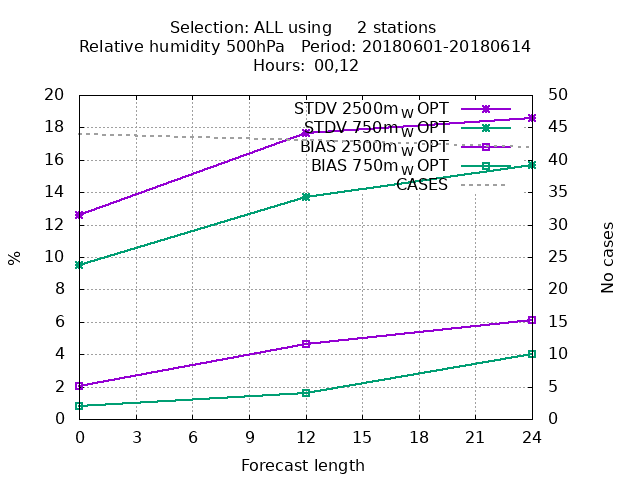 Selection: ALL using 2 stations
Relative humidity 500hPa Period: 20180601-20180614
Hours: 00,12
20 50
STDV 2500m_W OPT
18 STDV 750m_W OPT 45
BIAS 2500m_W OPT
16 BIAS 750m_W OPT 40
CASES
14 35
12 30
10 25
8 20
6 15
4 10
2 5
0 0
%
No cases
0 3 6 9 12 15 18 21 24
Forecast length